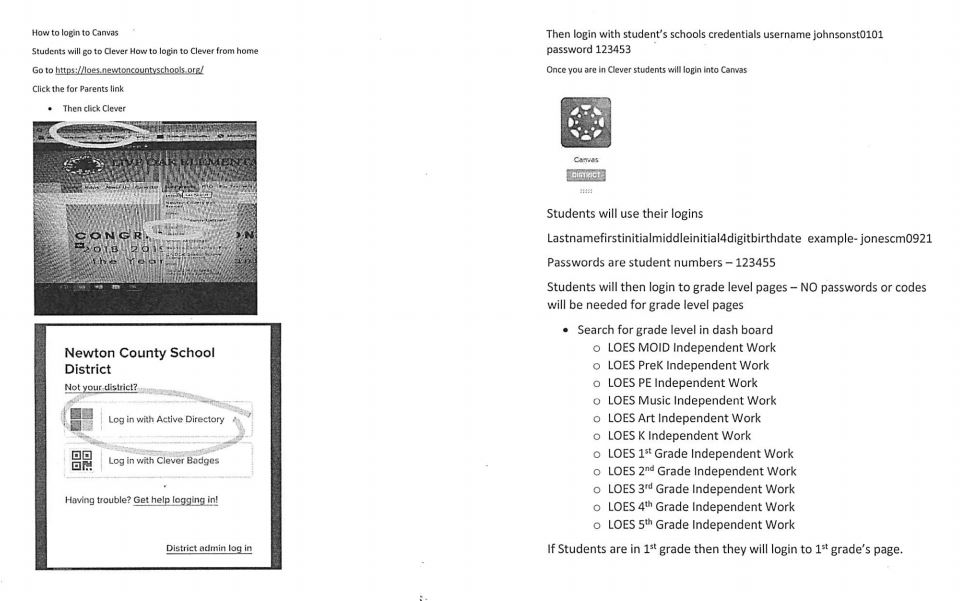 How to login to Canvas
Students will go to Clever How to login to Clever from home
Go to https://loes.newtoncountyschools.org/
Click the for Parents link
• Then click Clever
LIVE OAK ELEMENTA
CONGR
2018 2019
the Year
Newton County School
District
Not your district?
Log in with Active Directory
Log in with Clever Badges
Having trouble? Get help logging in!
District admin log in
Then login with student's schools credentials username johnsonst0101
password 123453
Once you are in Clever students will login into Canvas
Canvas
DISTRICT
Students will use their logins
Lastnamefirstinitialmiddleinitial4digitbirthdate example- jonescm0921
Passwords are student numbers – 123455
Students will then login to grade level pages – NO passwords or codes
will be needed for grade level pages
• Search for grade level in dash board
o LOES MOID Independent Work
o LOES PreK Independent Work
o LOES PE Independent Work
o LOES Music Independent Work
o LOES Art Independent Work
o LOES K Independent Work
o LOES 1st Grade Independent Work
o LOES 2nd Grade Independent Work
o LOES 3rd Grade Independent Work
o LOES 4th Grade Independent Work
o LOES 5th Grade Independent Work
If Students are in 1st grade then they will login to 1st grade's page.